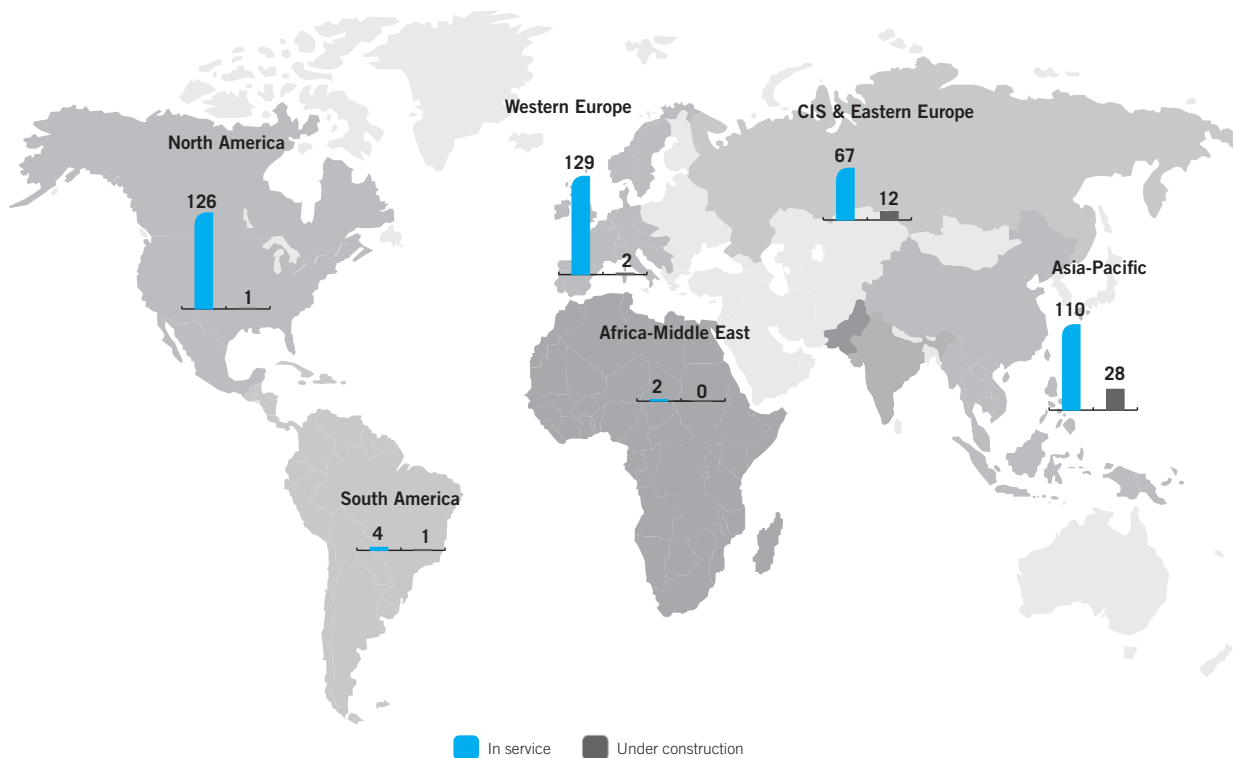 Western Europe
CIS & Eastern Europe
North America
129
67
126
12
2
Asia-Pacific
1
110
Africa-Middle East
28
2
0
South America
4
1
In service
Under construction